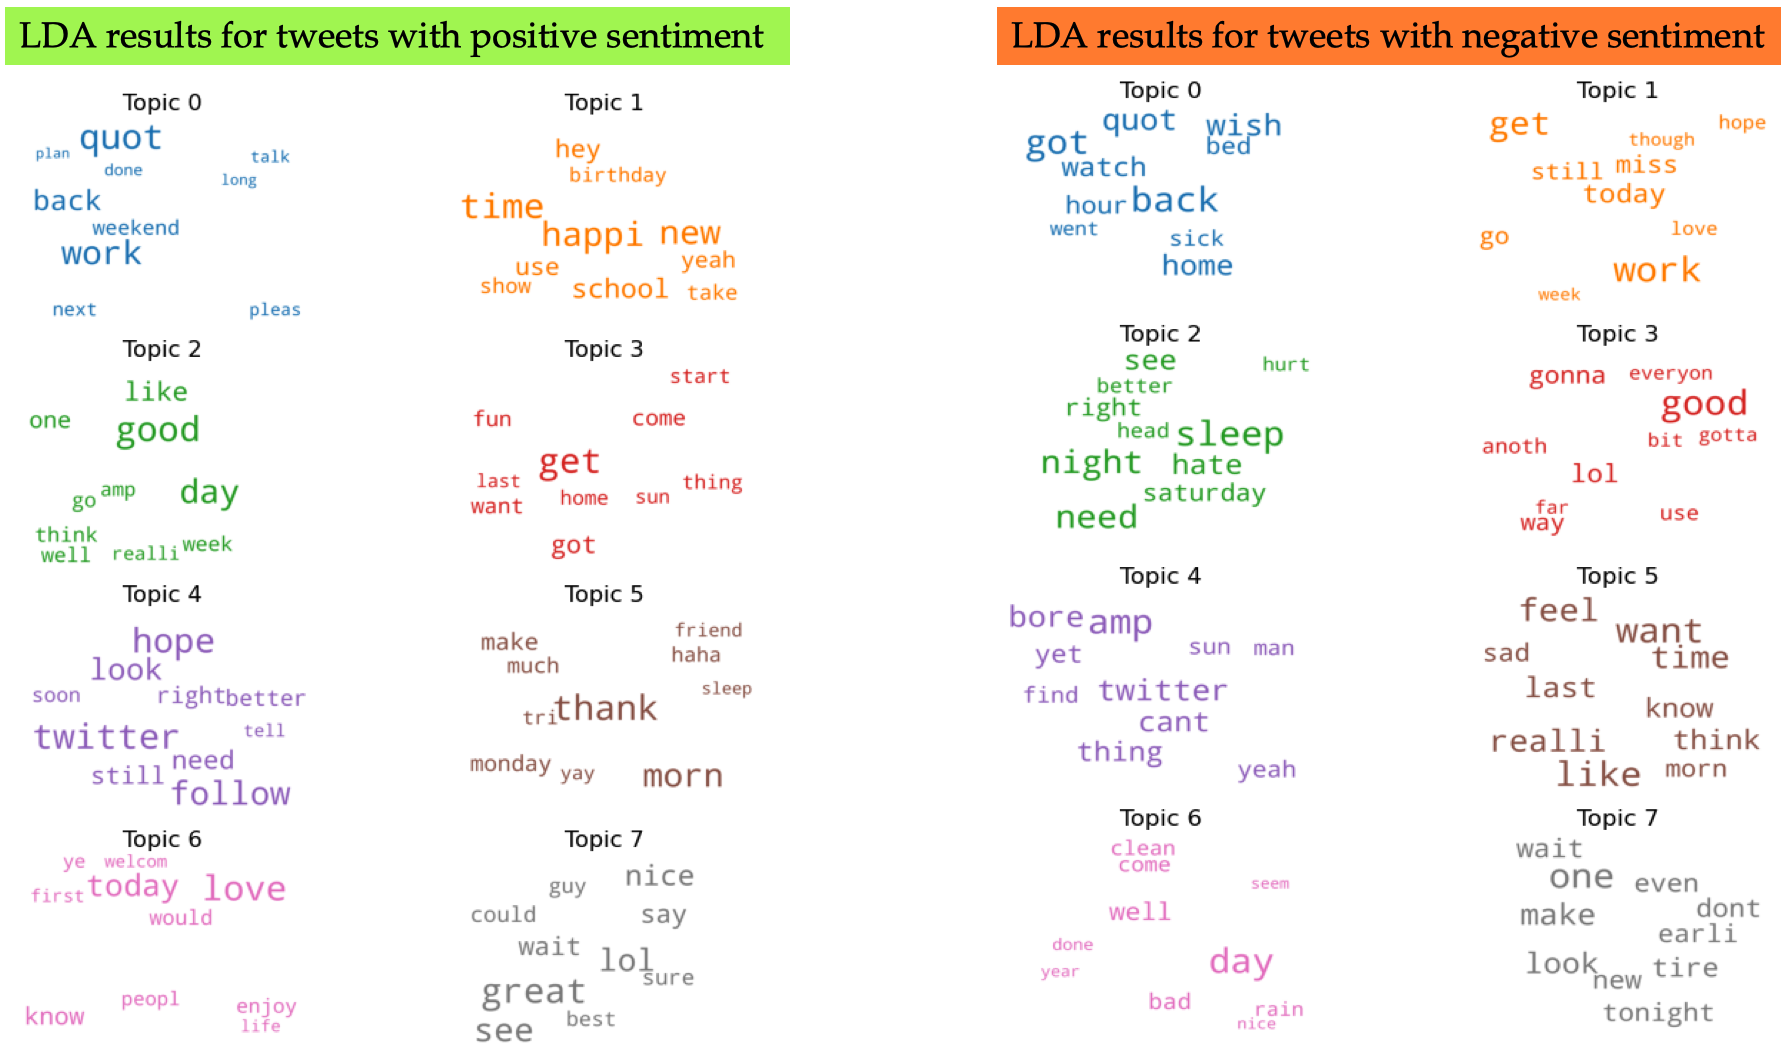 LDA results for tweets with positive sentiment
Topic 0
quot
plan
talk
done
long
back
weekend
work
next
pleas
Topic 1
hey
birthday
time
happi new
use
yeah
show
school
take
Topic 2
like
one
good
day
amp
go
think
week
well
realli
Topic 3
start
fun
come
get
last
thing
want
home
sun
got
Topic 4
hope
look
soon
right
better
twitter
tell
need
still
follow
Topic 5
friend
make
haha
much
sleep
thank
tri
monday
yay
morn
Topic 6
ye
welcom
today
love
first
would
peopl
enjoy
know
life
Topic 7
nice
guy
could
say
wait
lol
sure
great
best
see
LDA results for tweets with negative sentiment
Topic 0
quot
wish
got
bed
watch
hour
back
went
sick
home
Topic 1
get
hope
though
still
miss
today
go
love
work
week
Topic 2
see
hurt
better
right
head
sleep
night
hate
saturday
need
Topic 3
gonna
everyon
good
bit
gotta
anoth
lol
far
way
use
Topic 4
bore
amp
yet
sun
man
find
twitter
cant
thing
yeah
Topic 5
feel
want
sad
time
last
know
realli
think
like
morn
Topic 6
clean
come
seem
well
done
day
year
bad
rain
nice
Topic 7
wait
one
even
make
dont
earli
look
new
tire
tonight